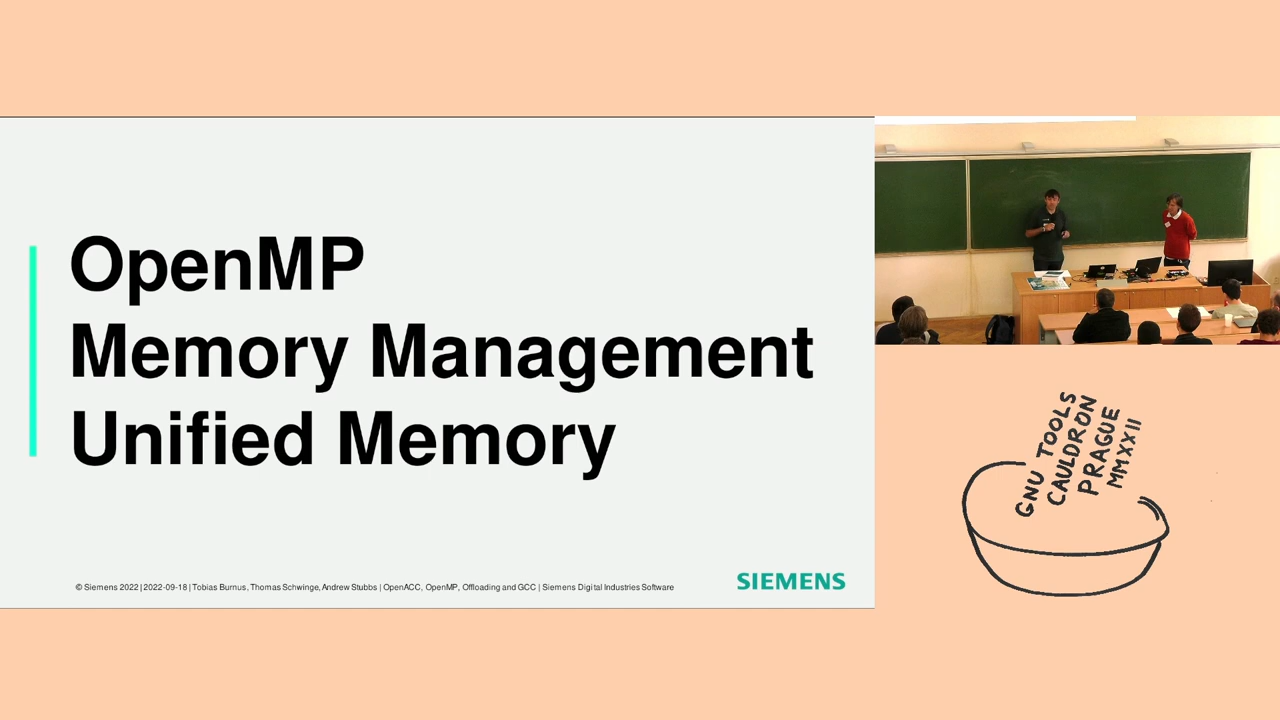 OpenMP
Memory Management
Unified Memory
© Siemens 2022 | 2022-09-18 | Tobias Burnus, Thomas Schwinge, Andrew Stubbs | OpenACC, OpenMP, Offloading and GCC | Siemens Digital Industries Software
SIEMENS
GNU TOOLS
CAULDRON
PRAGUE
MMXXII